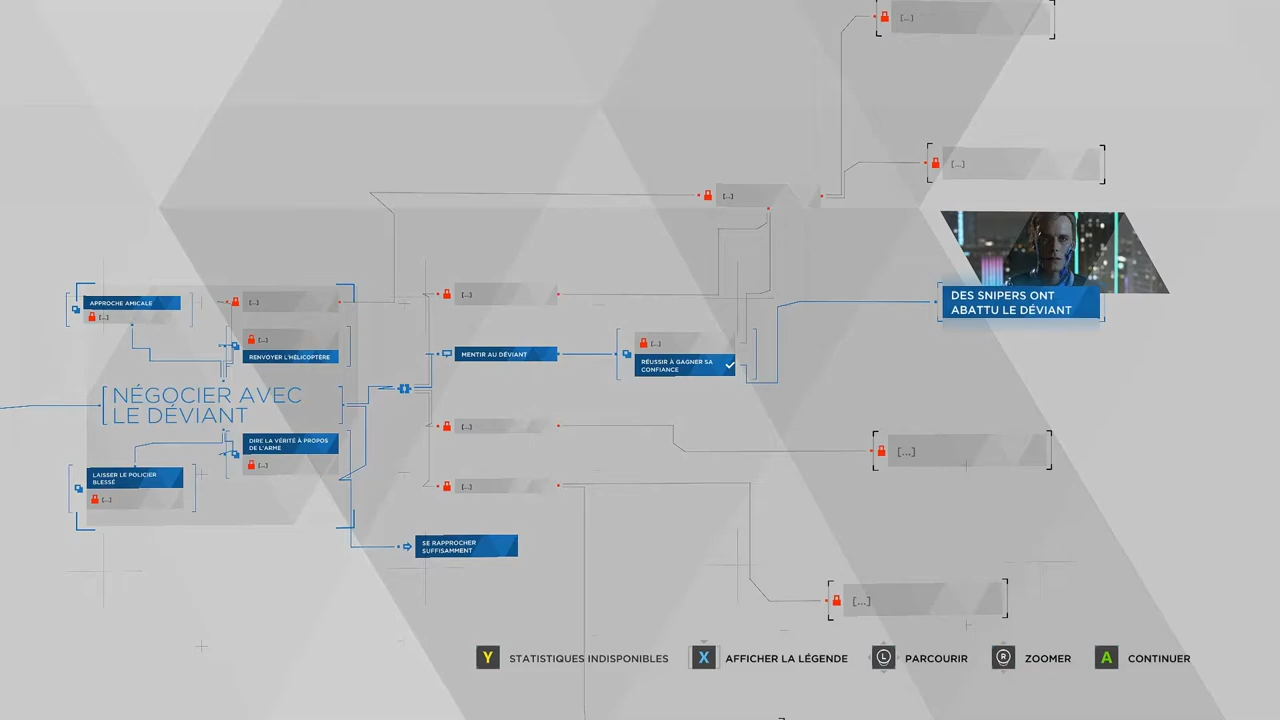 [...]
[...]
[...]
DES SNIPERS ONT
ABATTU LE DÉVIANT
APPROCHE AMICALE
[...]
[...]
[...]
RENVOYER L'HÉLICOPTÈRE
[...]
MENTIR AU DÉVIANT
[...]
RÉUSSIR À GAGNER SA
CONFIANCE
NÉGOCIER AVEC
LE DÉVIANT
DIRE LA VÉRITÉ À PROPOS
DE L'ARME
[...]
LAISSER LE POLICIER
BLESSÉ
[...]
[...]
[...]
[...]
SE RAPPROCHER
SUFFISAMMENT
[...]
Y STATISTIQUES INDISPONIBLES
X AFFICHER LA LÉGENDE
L PARCOURIR
R ZOOMER
A CONTINUER